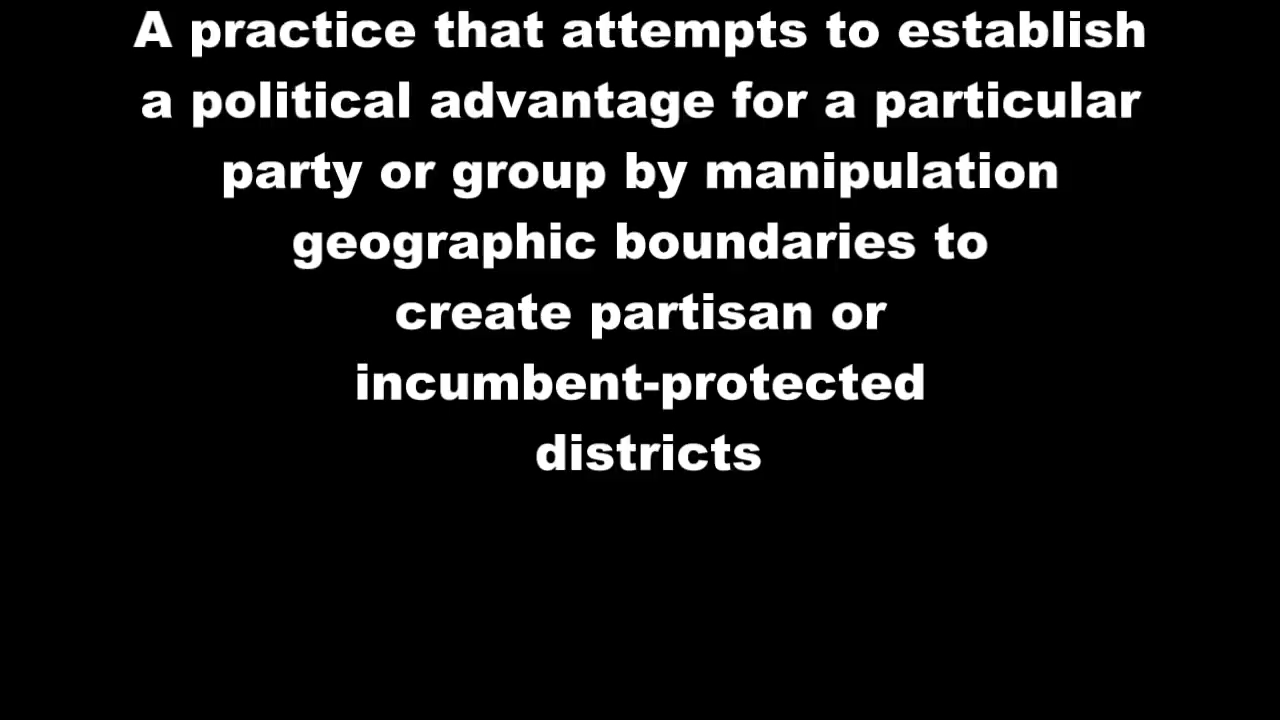 A practice that attempts to establish
a political advantage for a particular
party or group by manipulation
geographic boundaries to
create partisan or
incumbent-protected
districts